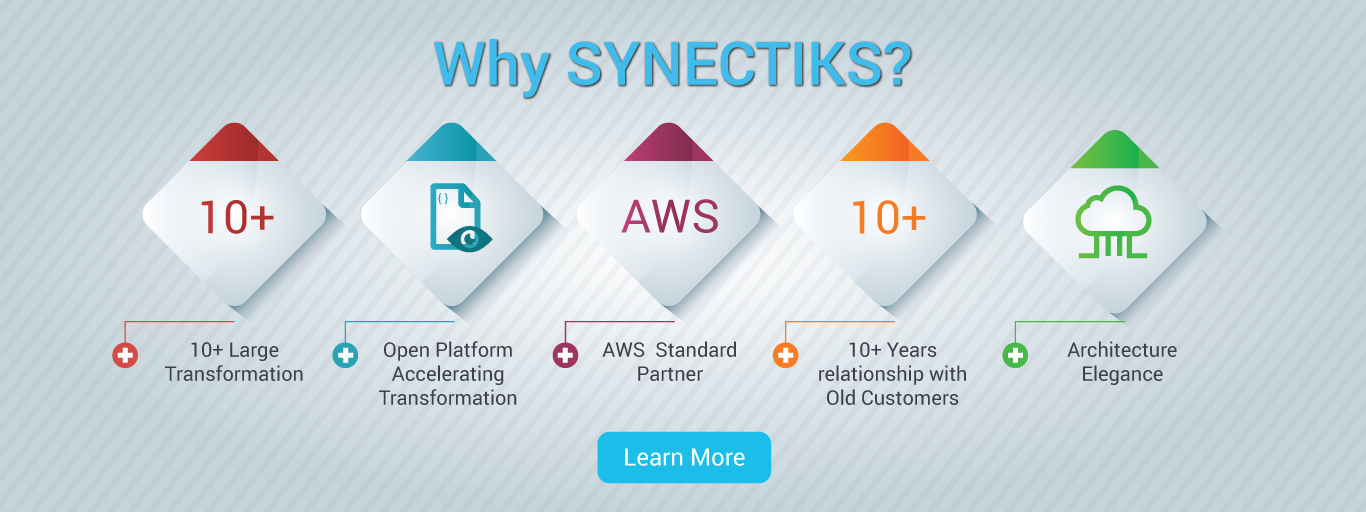 Why SYNECTIKS?
10+
{}
AWS
10+
10+ Large
Transformation
Open Platform
Accelerating
Transformation
AWS Standard
Partner
10+ Years
relationship with
Old Customers
Architecture
Elegance
Learn More